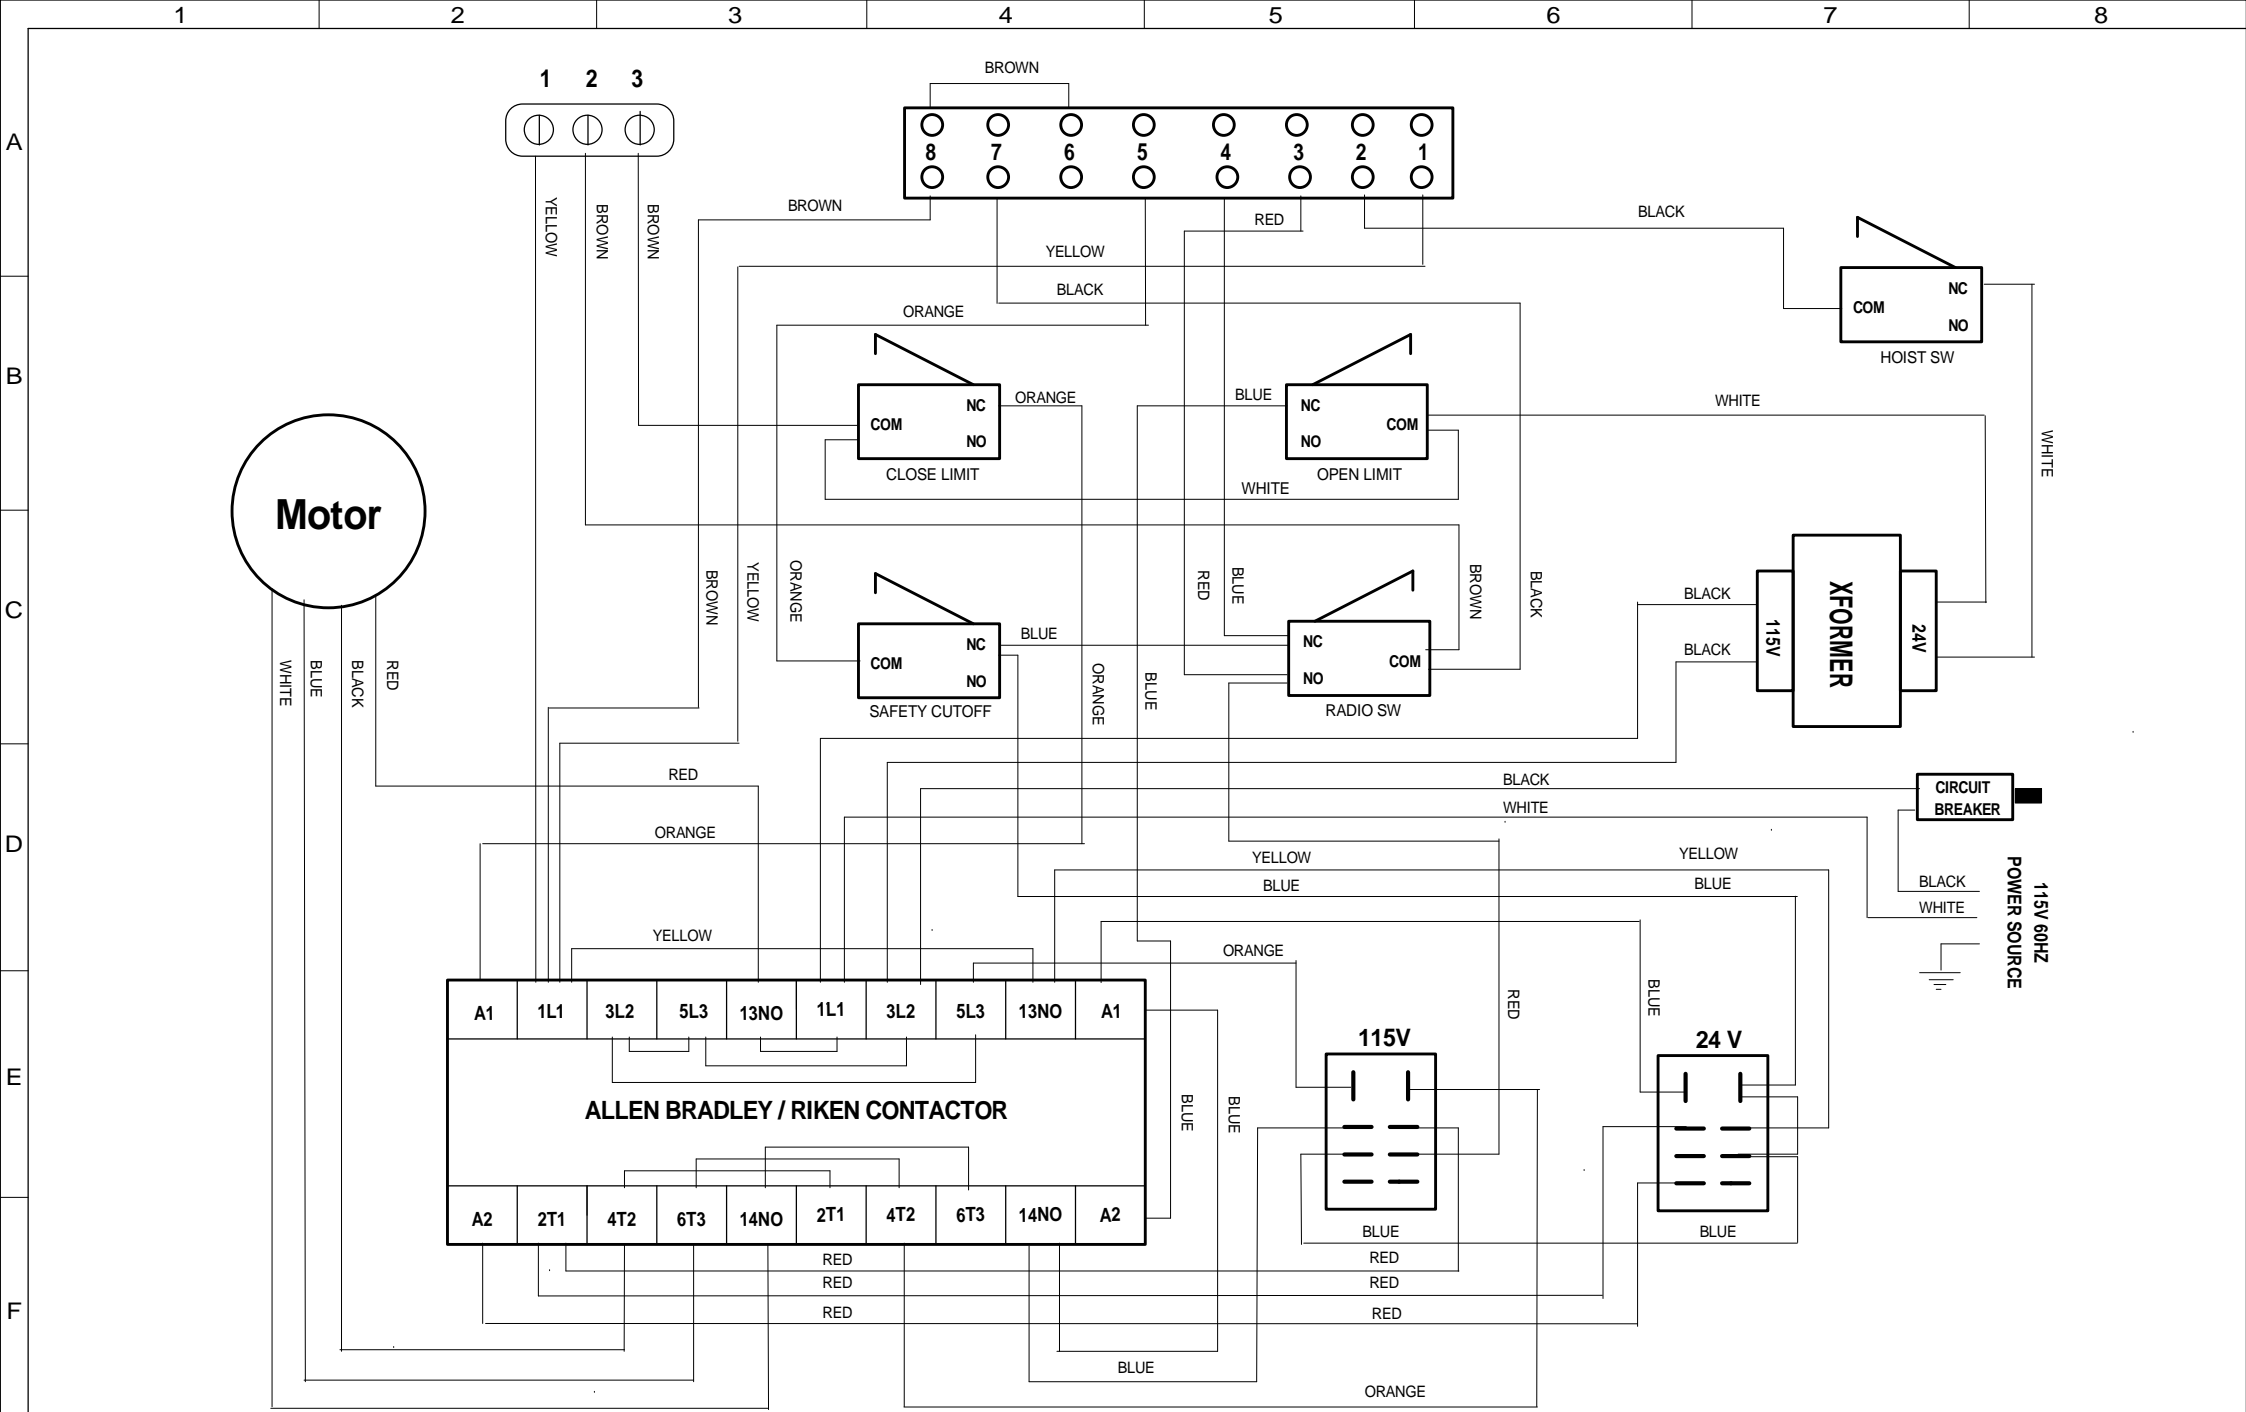 1 2 3 4 5 6 7 8
A
B
C
D
E
F
1 2 3
BROWN
8 7 6 5 4 3 2 1
YELLOW
BROWN
BROWN
BROWN
RED
BLACK
YELLOW
BLACK
ORANGE
COM
NC
NO
HOIST SW
COM
NC
NO
CLOSE LIMIT
ORANGE
BLUE
NC
NO
COM
OPEN LIMIT
WHITE
WHITE
WHITE
Motor
WHITE
BLUE
BLACK
RED
BROWN
YELLOW
ORANGE
COM
NC
NO
SAFETY CUTOFF
BLUE
ORANGE
BLUE
RED
BLUE
NC
NO
COM
RADIO SW
BROWN
BLACK
BLACK
BLACK
115V
XFORMER
24V
RED
BLACK
CIRCUIT
BREAKER
WHITE
ORANGE
YELLOW
YELLOW
BLUE
BLUE
BLACK
WHITE
115V 60HZ
POWER SOURCE
YELLOW
ORANGE
A1 1L1 3L2 5L3 13NO 1L1 3L2 5L3 13NO A1
RED
BLUE
115V
24 V
ALLEN BRADLEY / RIKEN CONTACTOR
BLUE
BLUE
A2 2T1 4T2 6T3 14NO 2T1 4T2 6T3 14NO A2
BLUE
BLUE
RED
RED
RED
RED
RED
RED
BLUE
ORANGE